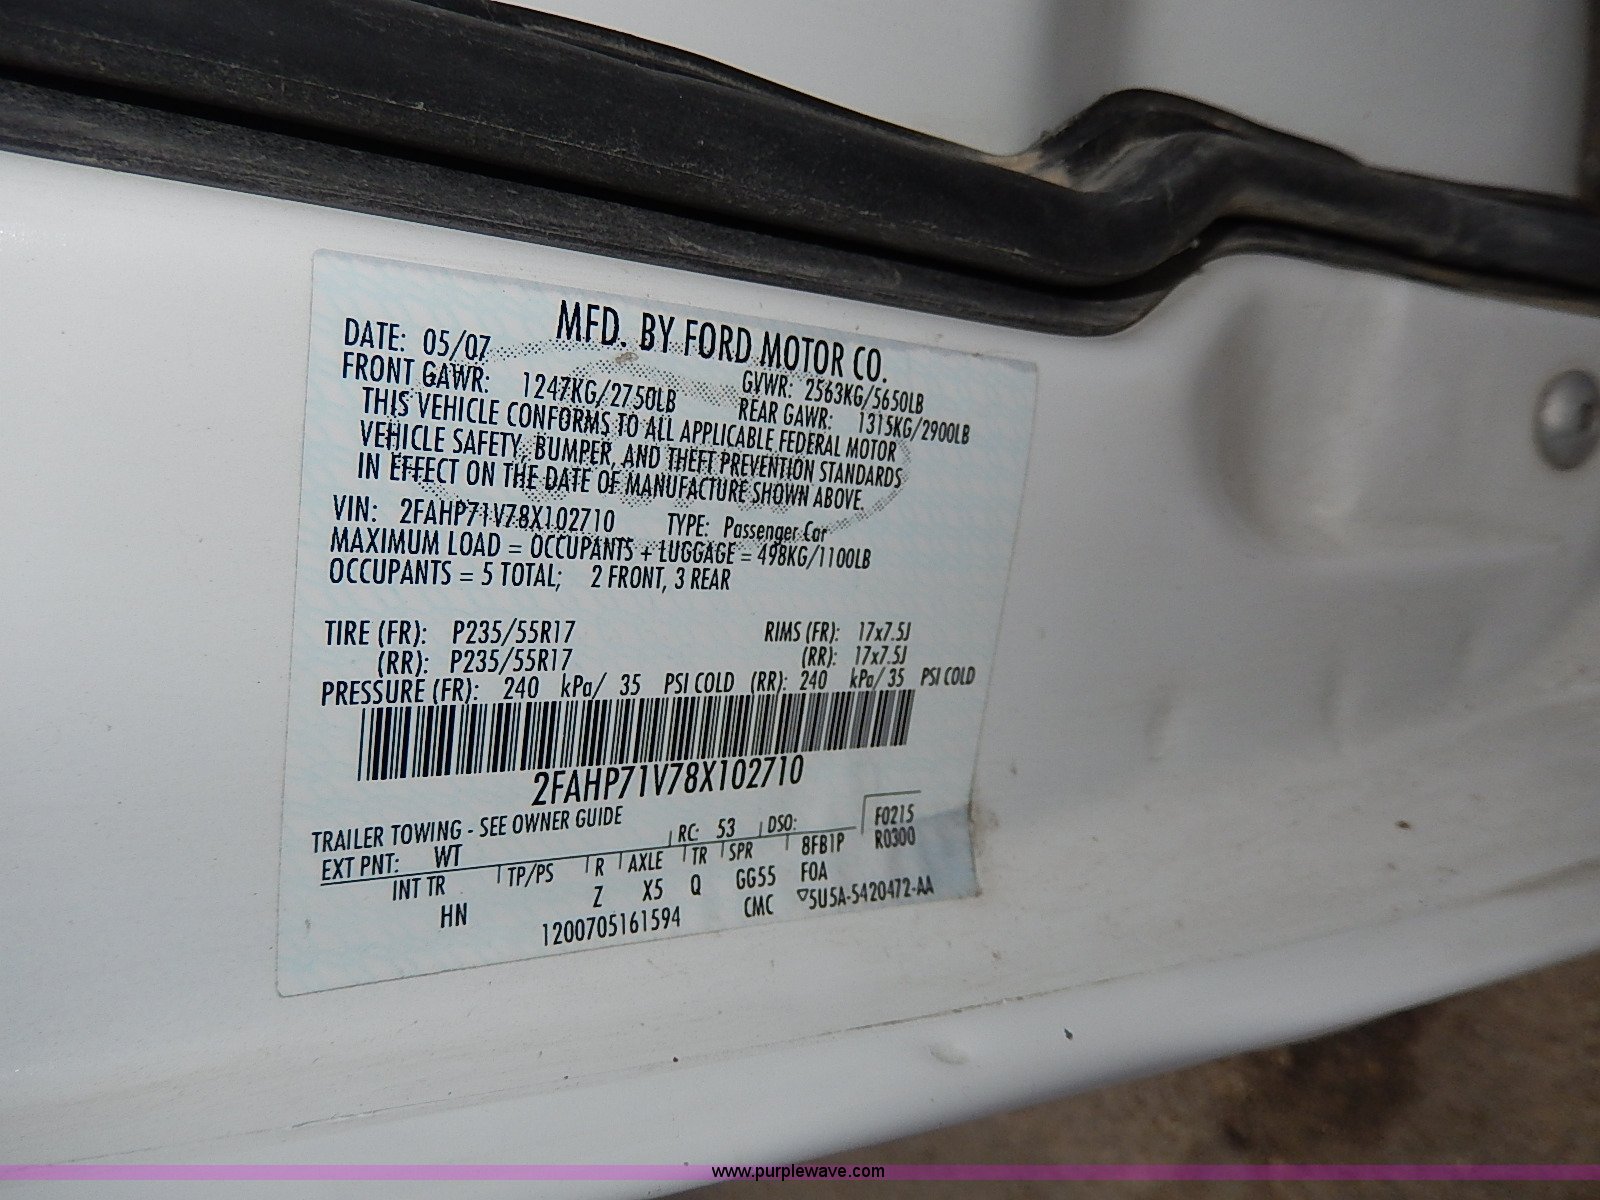 MFD. BY FORD MOTOR CO.
DATE: 05/07 GVWR: 2563KG/5650LB
FRONT GAWR: 1247KG/2750LB REAR GAWR: 1315KG/2900LB
THIS VEHICLE CONFORMS TO ALL APPLICABLE FEDERAL MOTOR
VEHICLE SAFETY, BUMPER, AND THEFT PREVENTION STANDARDS
IN EFFECT ON THE DATE OF MANUFACTURE SHOWN ABOVE.
VIN: 2FAHP71V78X102710 TYPE: Passenger Car
MAXIMUM LOAD = OCCUPANTS + LUGGAGE = 498KG/1100LB
OCCUPANTS = 5 TOTAL; 2 FRONT, 3 REAR
TIRE (FR): P235/55R17 RIMS (FR): 17x7.5J
(RR): P235/55R17 (RR): 17x7.5J
PRESSURE (FR): 240 kPa/ 35 PSI COLD (RR): 240 kPa/ 35 PSI COLD
2FAHP71V78X102710
TRAILER TOWING - SEE OWNER GUIDE
EXT PNT: WT RC: 53 DSO: F0215
R0300
INT TR TP/PS R AXLE TR SPR 8FB1P
HN Z X5 Q GG55 FOA
1200705161594 CMC 5U5A-5420472-AA
www.purplewave.com